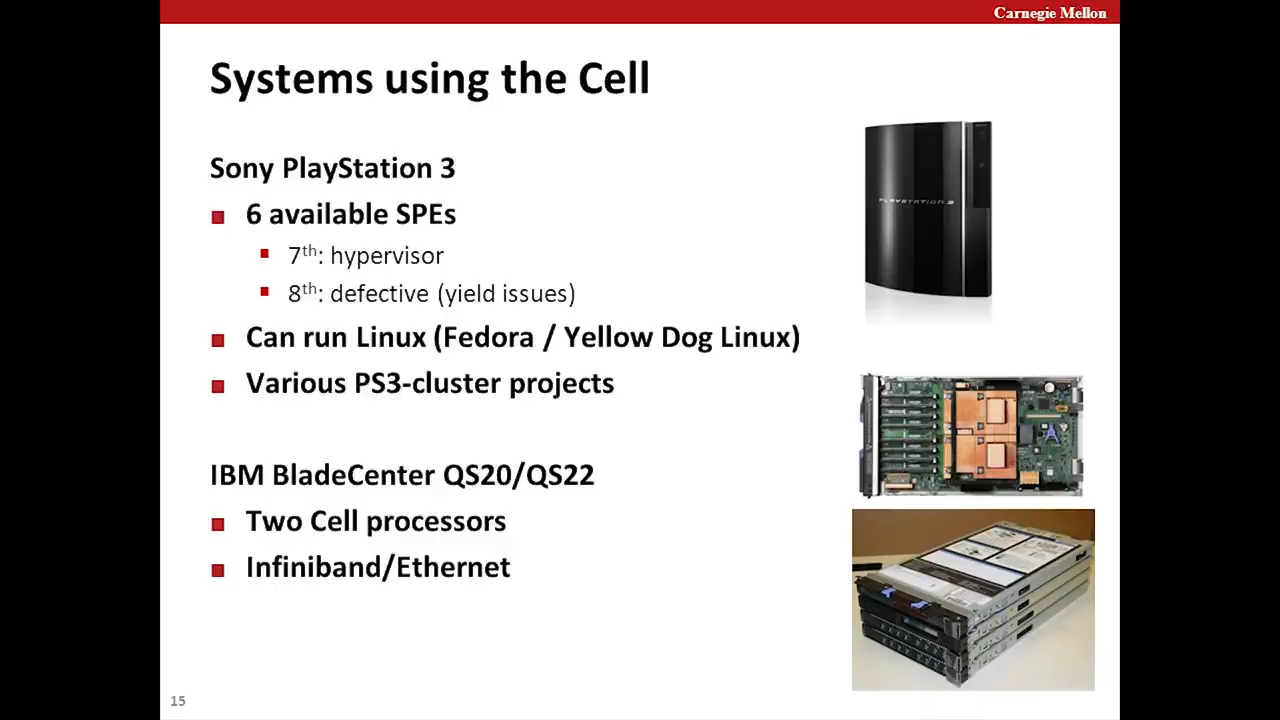 Carnegie Mellon
Systems using the Cell
Sony PlayStation 3
6 available SPEs
7th: hypervisor
8th: defective (yield issues)
Can run Linux (Fedora / Yellow Dog Linux)
Various PS3-cluster projects
IBM BladeCenter QS20/QS22
Two Cell processors
Infiniband/Ethernet
PLAYSTATION 3
15